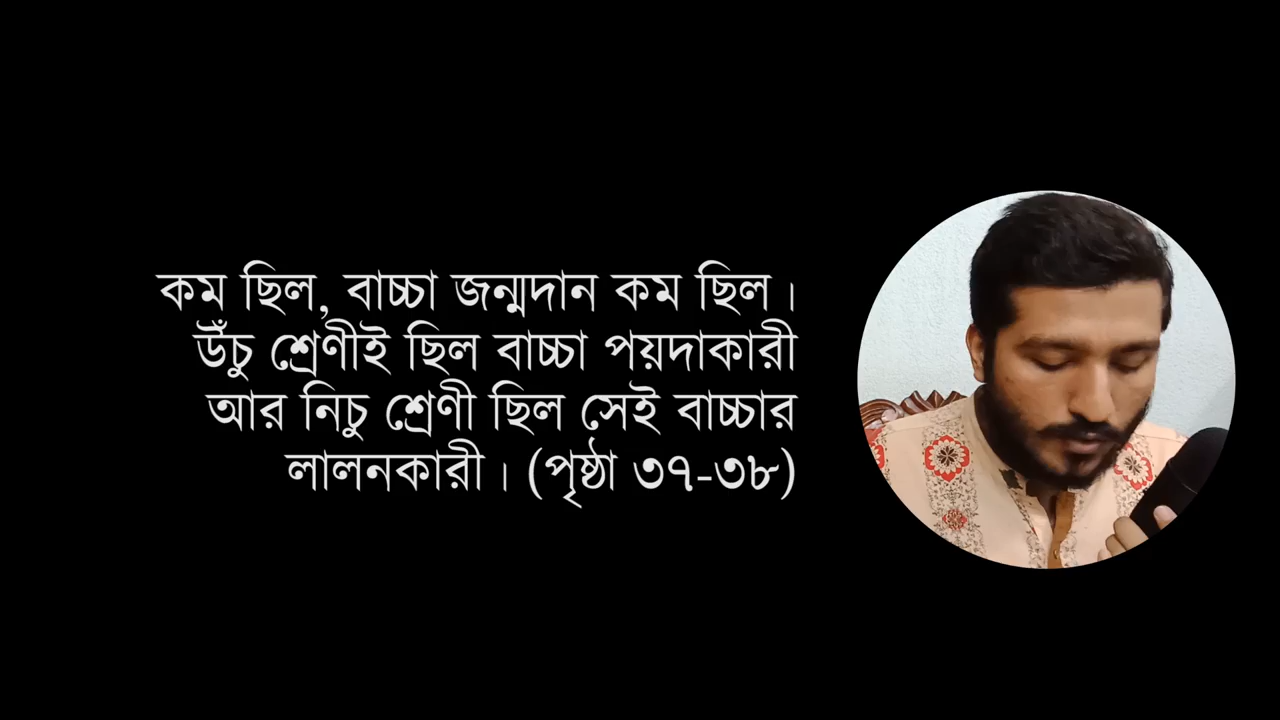 কম ছিল, বাচ্চা জন্মদান কম ছিল।
উঁচু শ্রেণীই ছিল বাচ্চা পয়দাকারী
আর নিচু শ্রেণী ছিল সেই বাচ্চার
লালনকারী। (পৃষ্ঠা ৩৭-৩৮)